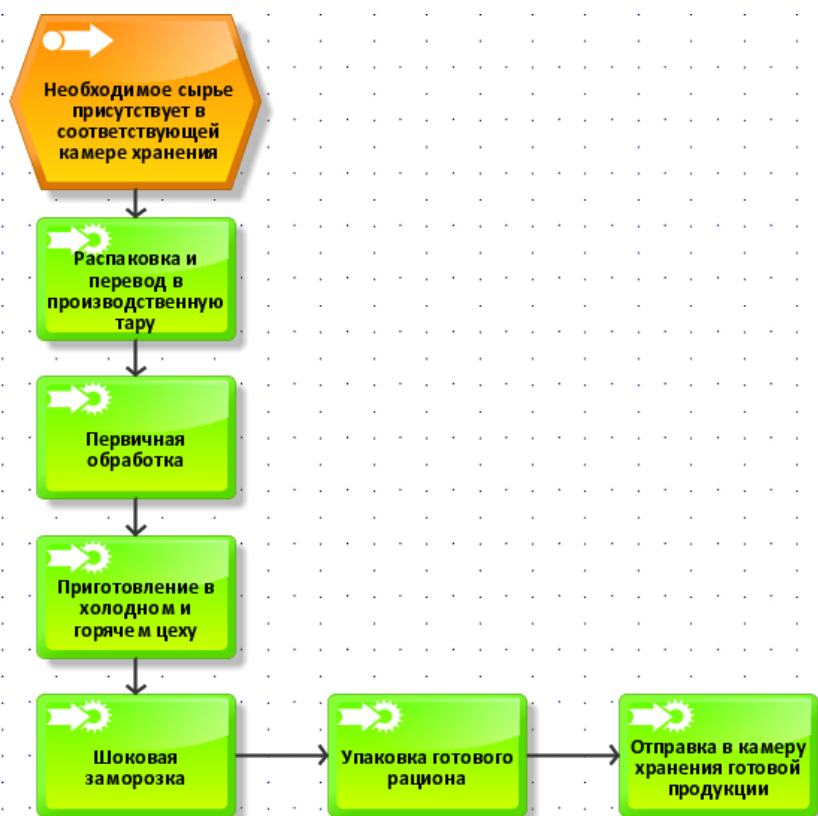 Необходимое сырье
присутствует в
соответствующей
камере хранения
Распаковка и
перевод в
производственную
тару
Первичная
обработка
Приготовление в
холодном и
горячем цеху
Шоковая
заморозка
Упаковка готового
рациона
Отправка в камеру
хранения готовой
продукции